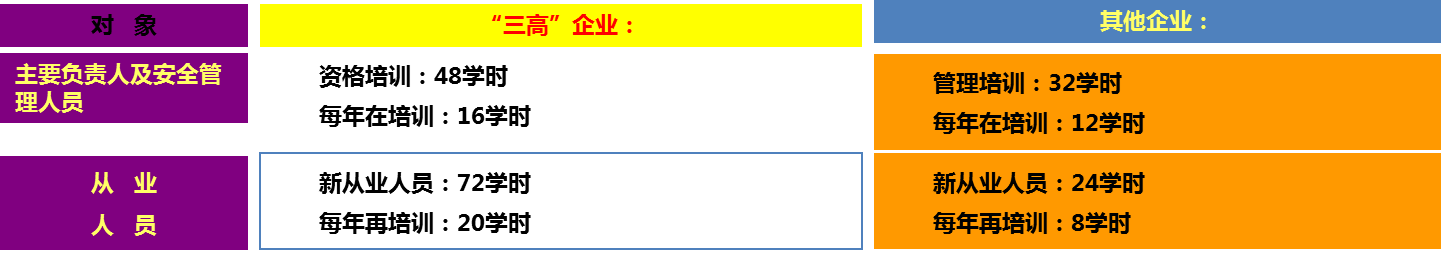 对 象
“三高”企业：
其他企业：
主要负责人及安全管
理人员
资格培训：48学时
每年在培训：16学时
管理培训：32学时
每年在培训：12学时
从 业
人 员
新从业人员：72学时
每年再培训：20学时
新从业人员：24学时
每年再培训：8学时